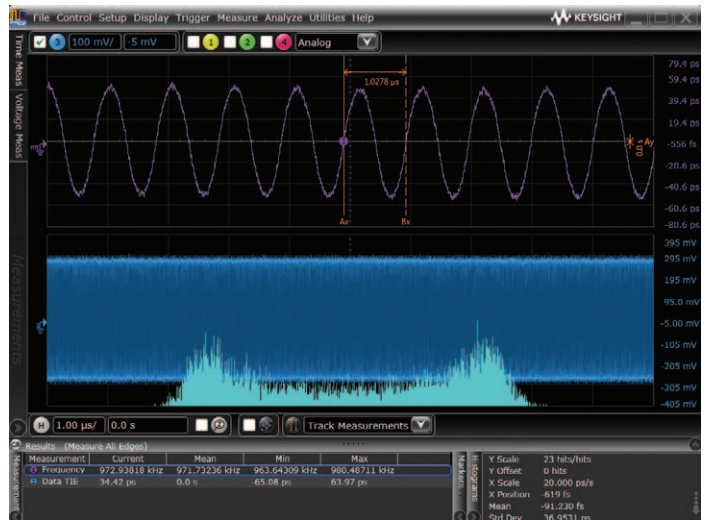 File Control Setup Display Trigger Measure Analyze Utilities Help
KEYSIGHT
Time Meas
Voltage Meas
Measurements
3 100 mV/ -5 mV 1 2 4 Analog
1.0278 µs
Ax
Bx
0.0 s Ay
79.4 ps
59.4 ps
39.4 ps
19.4 ps
-556 fs
-20.6 ps
-40.6 ps
-60.6 ps
-80.6 ps
395 mV
295 mV
195 mV
95.0 mV
-5.00 mV
-105 mV
-205 mV
-305 mV
-405 mV
H 1.00 µs/ 0.0 s Track Measurements
Results (Measure All Edges)
Measurement Current Mean Min Max
Frequency 972.93818 kHz 971.73236 kHz 963.64309 kHz 980.48711 kHz
Data TIE 34.42 ps 0.0 s -65.08 ps 63.97 ps
Measurement
Markers...
Histograms
Y Scale 23 hits/hits
Y Offset 0 hits
X Scale 20.000 ps/s
X Position -619 fs
Mean -91.230 fs
Std Dev 36.9531 ps